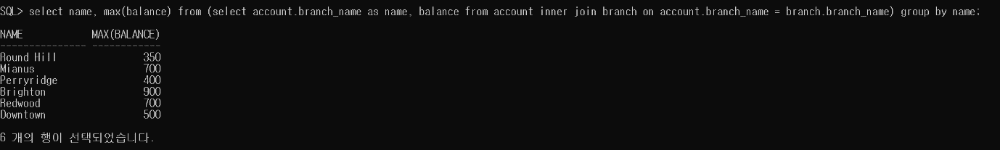 SQL> select name, max(balance) from (select account.branch_name as name, balance from account inner join branch on account.branch_name = branch.branch_name) group by name;
NAME MAX(BALANCE)
--------------- ------------
Round Hill 350
Mianus 700
Perryridge 400
Brighton 900
Redwood 700
Downtown 500
6 개의 행이 선택되었습니다.